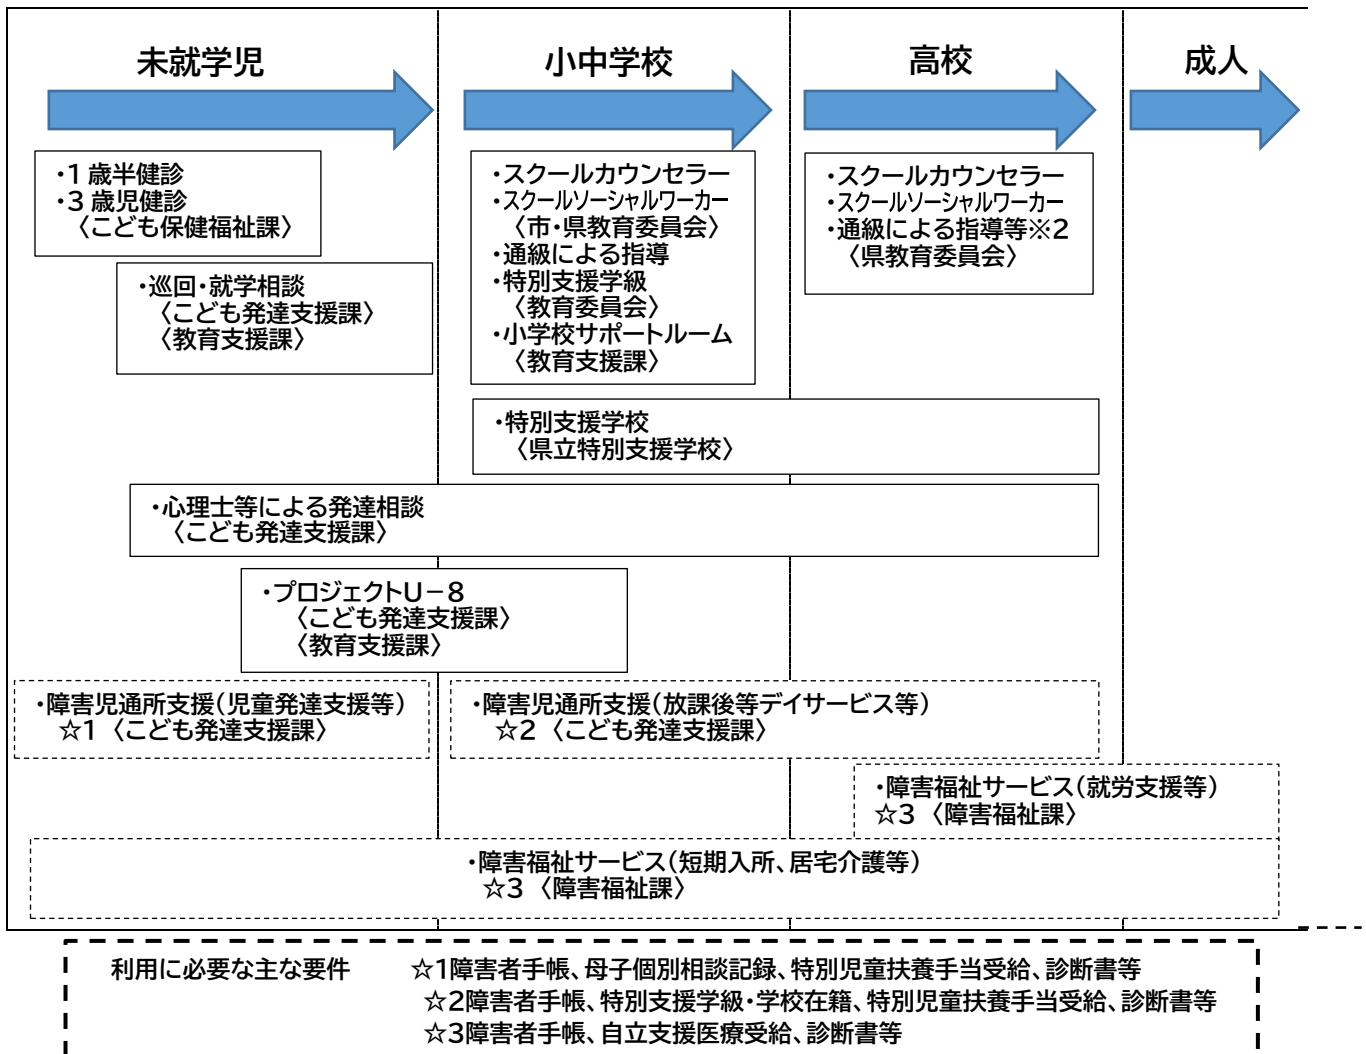 未就学児
小中学校
高校
成人
・1歳半健診
・3歳児健診
〈こども保健福祉課〉
・巡回・就学相談
〈こども発達支援課〉
〈教育支援課〉
・スクールカウンセラー
・スクールソーシャルワーカー
〈市・県教育委員会〉
・通級による指導
・特別支援学級
〈教育委員会〉
・小学校サポートルーム
〈教育支援課〉
・スクールカウンセラー
・スクールソーシャルワーカー
・通級による指導等※2
〈県教育委員会〉
・特別支援学校
〈県立特別支援学校〉
・心理士等による発達相談
〈こども発達支援課〉
・プロジェクトU－8
〈こども発達支援課〉
〈教育支援課〉
・障害児通所支援(児童発達支援等)
☆1 〈こども発達支援課〉
・障害児通所支援(放課後等デイサービス等)
☆2 〈こども発達支援課〉
・障害福祉サービス(就労支援等)
☆3 〈障害福祉課〉
・障害福祉サービス(短期入所、居宅介護等)
☆3 〈障害福祉課〉
利用に必要な主な要件 ☆1障害者手帳、母子個別相談記録、特別児童扶養手当受給、診断書等
☆2障害者手帳、特別支援学級・学校在籍、特別児童扶養手当受給、診断書等
☆3障害者手帳、自立支援医療受給、診断書等